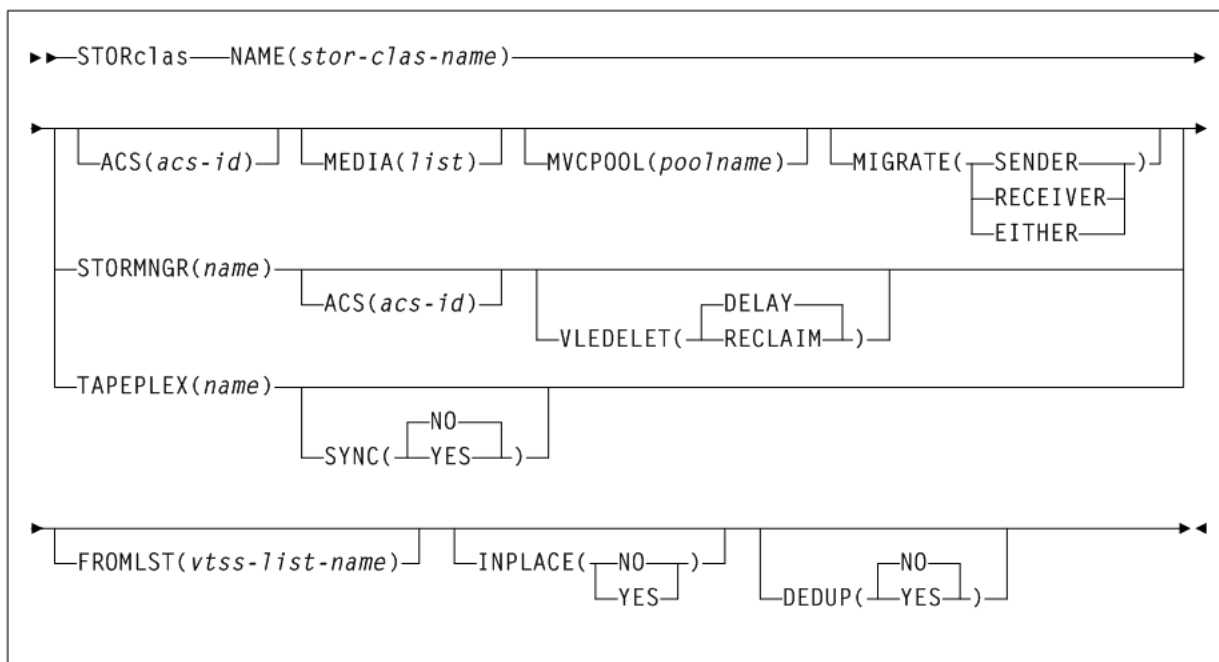 STORclas NAME(stor-clas-name)
ACS(acs-id) MEDIA(list) MVCPOOL(poolname) MIGRATE( SENDER )
RECEIVER
EITHER
STORMNGR(name)
ACS(acs-id) DELAY
VLEDELET( RECLAIM )
TAPEPLEX(name)
NO
SYNC( YES )
FROMLST(vtss-list-name) INPLACE( NO ) NO
YES DEDUP( YES )